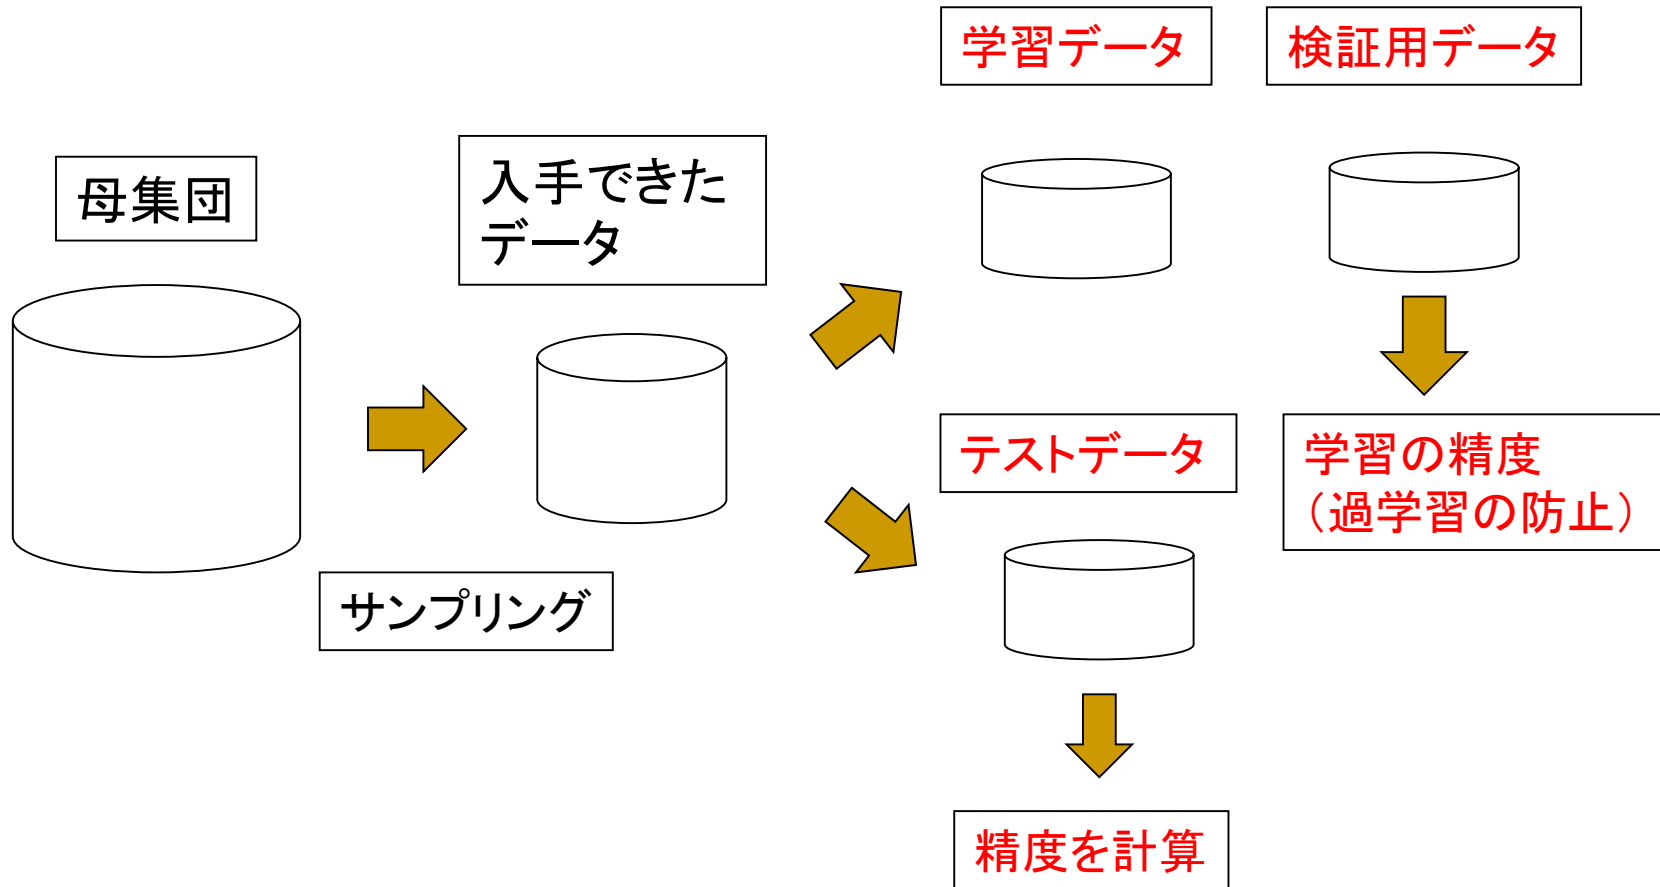 学習データ
検証用データ
母集団
入手できた
データ
サンプリング
テストデータ
学習の精度
（過学習の防止）
精度を計算